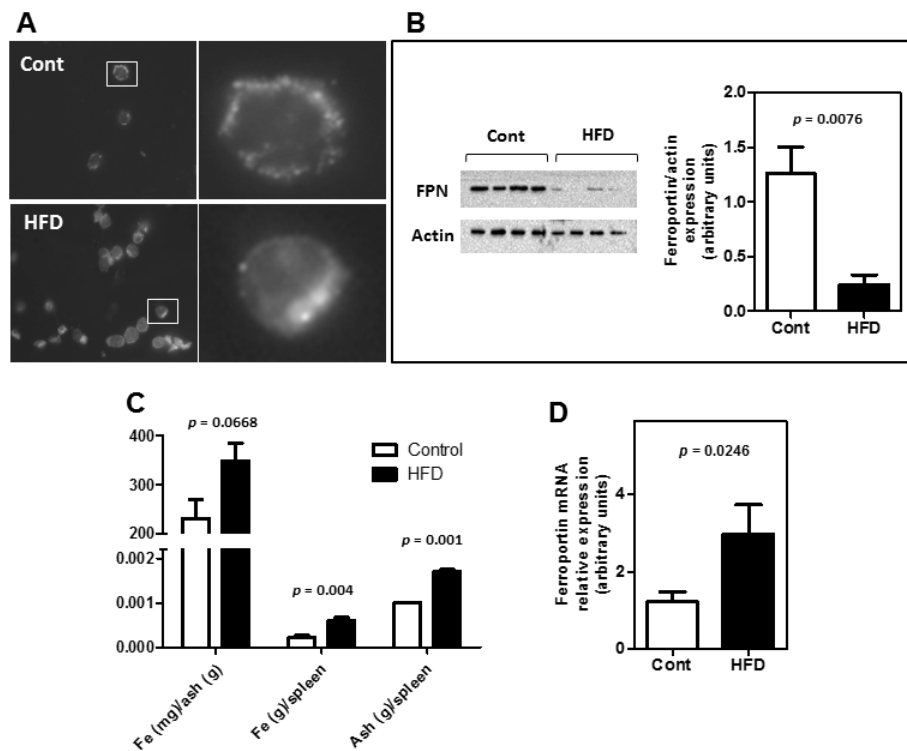 A
Cont
HFD
B
Cont HFD
FPN
Actin
Ferroportin/actin
expression
(arbitrary units)
2.0
1.5
1.0
0.5
0.0
p = 0.0076
Cont HFD
C
400
300
200
0.002
0.001
0.000
p = 0.0668
p = 0.004
p = 0.001
Control
HFD
Fe (mg)/ash (g)
Fe (g)/spleen
Ash (g)/spleen
D
Ferroportin mRNA
relative expression
(arbitrary units)
4
2
0
p = 0.0246
Cont HFD